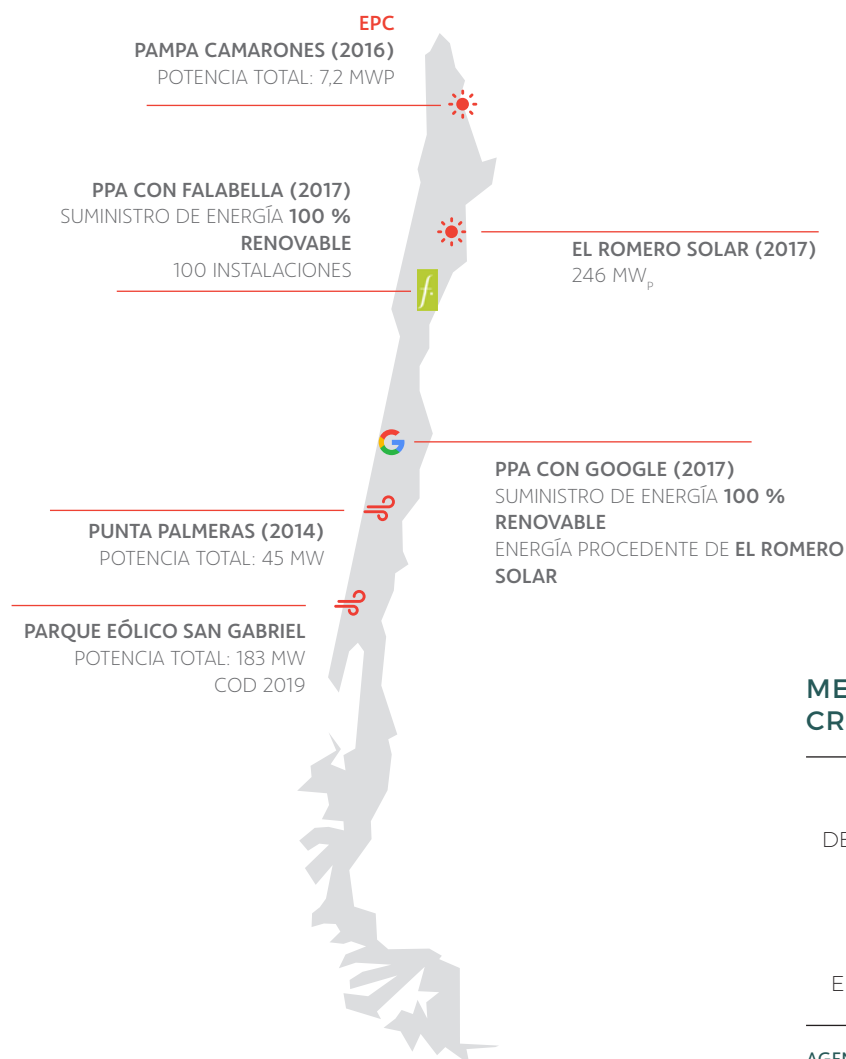 EPC
PAMPA CAMARONES (2016)
POTENCIA TOTAL: 7,2 MWP
PPA CON FALABELLA (2017)
SUMINISTRO DE ENERGÍA 100 %
RENOVABLE
100 INSTALACIONES
EL ROMERO SOLAR (2017)
246 MWp
f.
G
PPA CON GOOGLE (2017)
SUMINISTRO DE ENERGÍA 100 %
RENOVABLE
ENERGÍA PROCEDENTE DE EL ROMERO
SOLAR
PUNTA PALMERAS (2014)
POTENCIA TOTAL: 45 MW
PARQUE EÓLICO SAN GABRIEL
POTENCIA TOTAL: 183 MW
COD 2019
ME
CR
DE
E